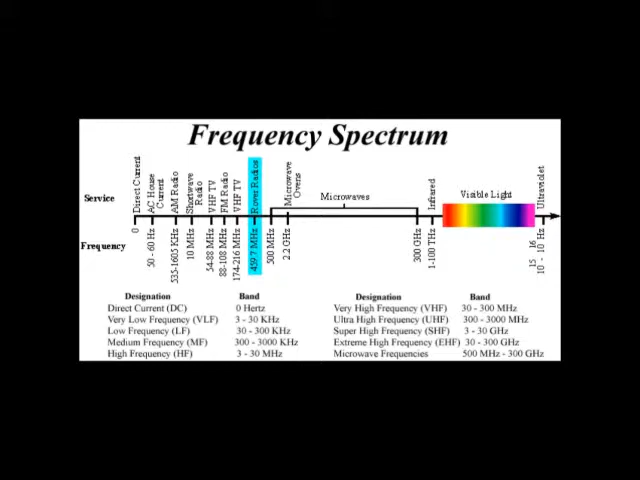 Frequency Spectrum
Service
Direct Current
AC House Current
AM Radio
Shortwave Radio
VHF TV
FM Radio
VHF TV
Rover Radios
Microwave Ovens
Microwaves
Infrared
Visible Light
Ultraviolet
Frequency
0
50 - 60 Hz
535-1605 KHz
10 MHz
54-88 MHz
88-108 MHz
174-216 MHz
459.7 MHz
500 MHz
2.2 GHz
300 GHz
1-100 THz
10 15 - 10 16 Hz
Designation Band
Direct Current (DC) 0 Hertz
Very Low Frequency (VLF) 3 - 30 KHz
Low Frequency (LF) 30 - 300 KHz
Medium Frequency (MF) 300 - 3000 KHz
High Frequency (HF) 3 - 30 MHz
Designation Band
Very High Frequency (VHF) 30 - 300 MHz
Ultra High Frequency (UHF) 300 - 3000 MHz
Super High Frequency (SHF) 3 - 30 GHz
Extreme High Frequency (EHF) 30 - 300 GHz
Microwave Frequencies 500 MHz - 300 GHz